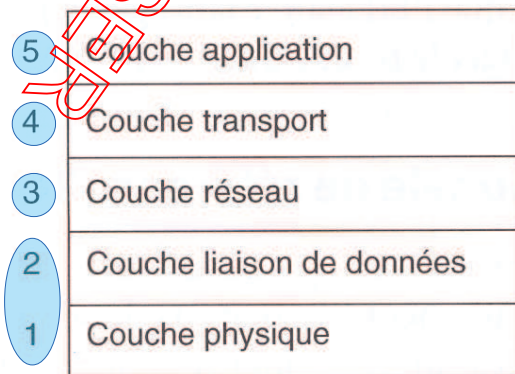 5 Couche application
4 Couche transport
3 Couche réseau
2 Couche liaison de données
1 Couche physique